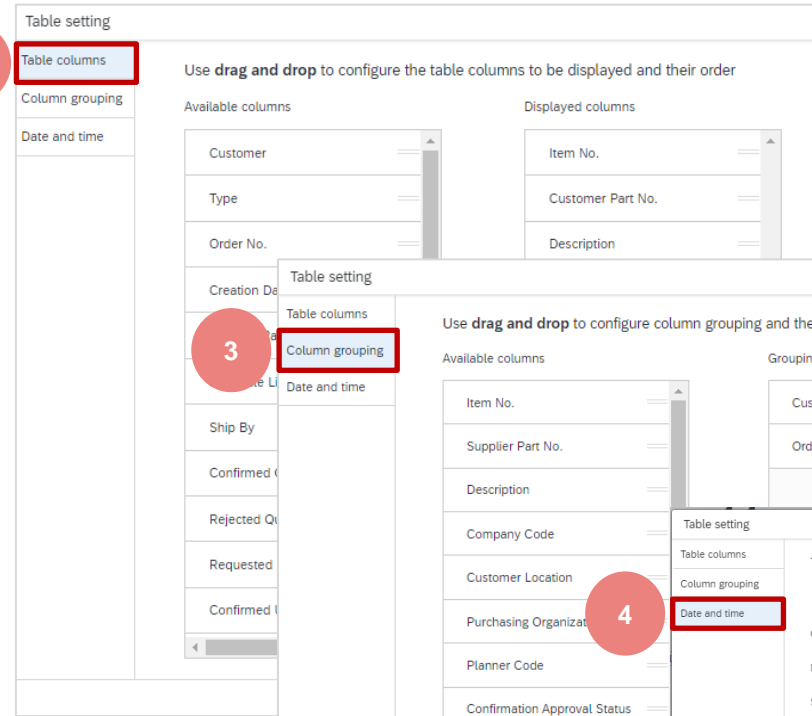 Table setting
Table columns
Column grouping
Date and time
Use drag and drop to configure the table columns to be displayed and their order
Available columns
Displayed columns
Customer
Type
Order No.
Creation
Ship By
Confirmed
Rejected
Requested
Confirmed
Item No.
Customer Part No.
Description
3
Table setting
Table columns
Column grouping
Date and time
Use drag and drop to configure column grouping and
Available columns
Item No.
Supplier Part No.
Description
Company Code
Customer Location
Purchasing
Planner Code
Confirmation Approval Status
4
Table setting
Table columns
Column grouping
Date and time